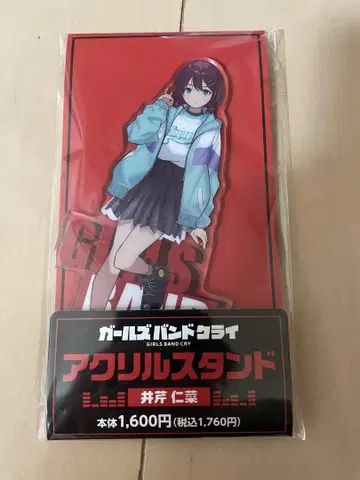 GIRLS
BAND
ガールズバンドクライ
GIRLS BAND CRY
アクリルスタンド
井芹 仁菜
本体1,600円(税込1,760円)